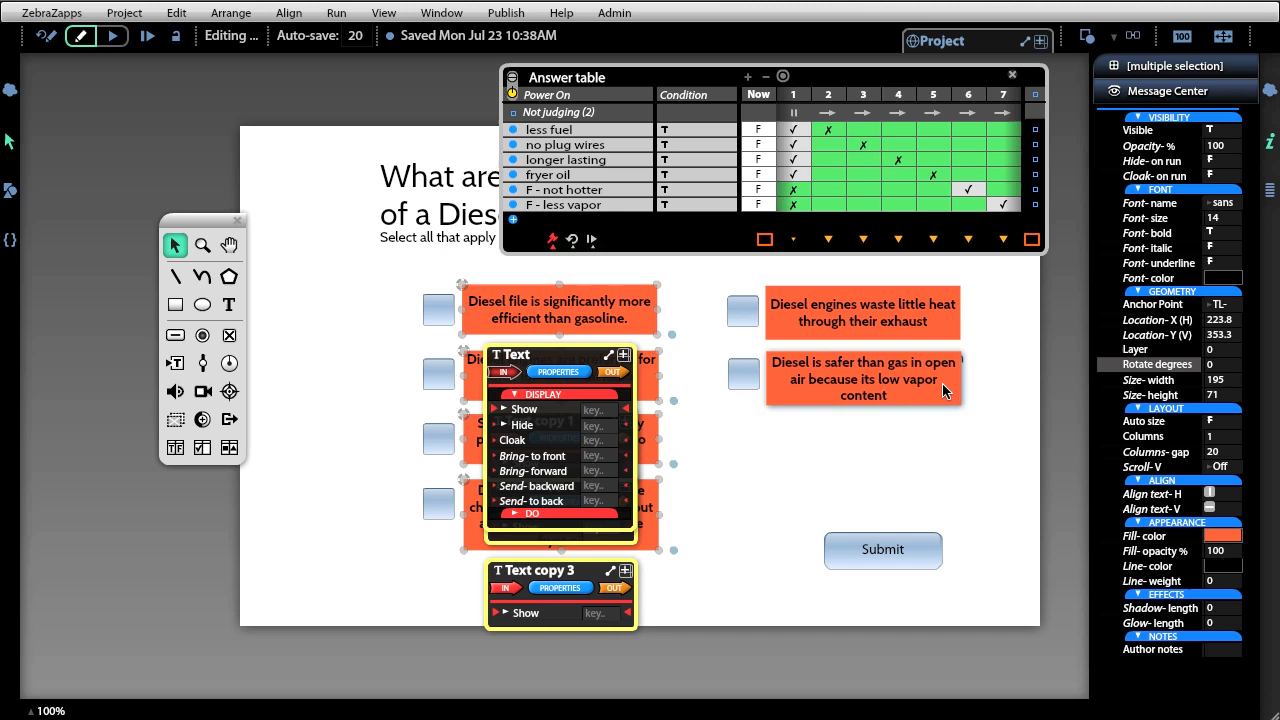 ZebraZapps Project Edit Arrange Align Run View Window Publish Help Admin
Editing ... Auto-save: 20 Saved Mon Jul 23 10:38AM
Project
100
Answer table
Power On Condition Now 1 2 3 4 5 6 7
Not judging (2)
less fuel T F ✓ ✗
no plug wires T F ✓ ✗
longer lasting T F ✓ ✗
fryer oil T F ✓ ✗
F - not hotter T F ✗ ✓
F - less vapor T F ✗ ✓
What are
of a Diese
Select all that apply
Diesel file is significantly more
efficient than gasoline.
Diesel engines waste little heat
through their exhaust
Diesel is safer than gas in open
air because its low vapor
content
T Text
IN PROPERTIES OUT
DISPLAY
Show key..
Hide key..
Cloak key..
Bring- to front key..
Bring- forward key..
Send- backward key..
Send- to back key..
DO
T Text copy 3
IN PROPERTIES OUT
Show key..
Submit
[multiple selection]
Message Center
VISIBILITY
Visible T
Opacity- % 100
Hide- on run F
Cloak- on run F
FONT
Font- name sans
Font- size 14
Font- bold T
Font- italic F
Font- underline F
Font- color
GEOMETRY
Anchor Point TL-
Location- X (H) 223.8
Location- Y (V) 353.3
Layer 0
Rotate degrees 0
Size- width 195
Size- height 71
LAYOUT
Auto size F
Columns 1
Columns- gap 20
Scroll- V Off
ALIGN
Align text- H
Align text- V
APPEARANCE
Fill- color
Fill- opacity % 100
Line- color
Line- weight 0
EFFECTS
Shadow- length 0
Glow- length 0
NOTES
Author notes
100%